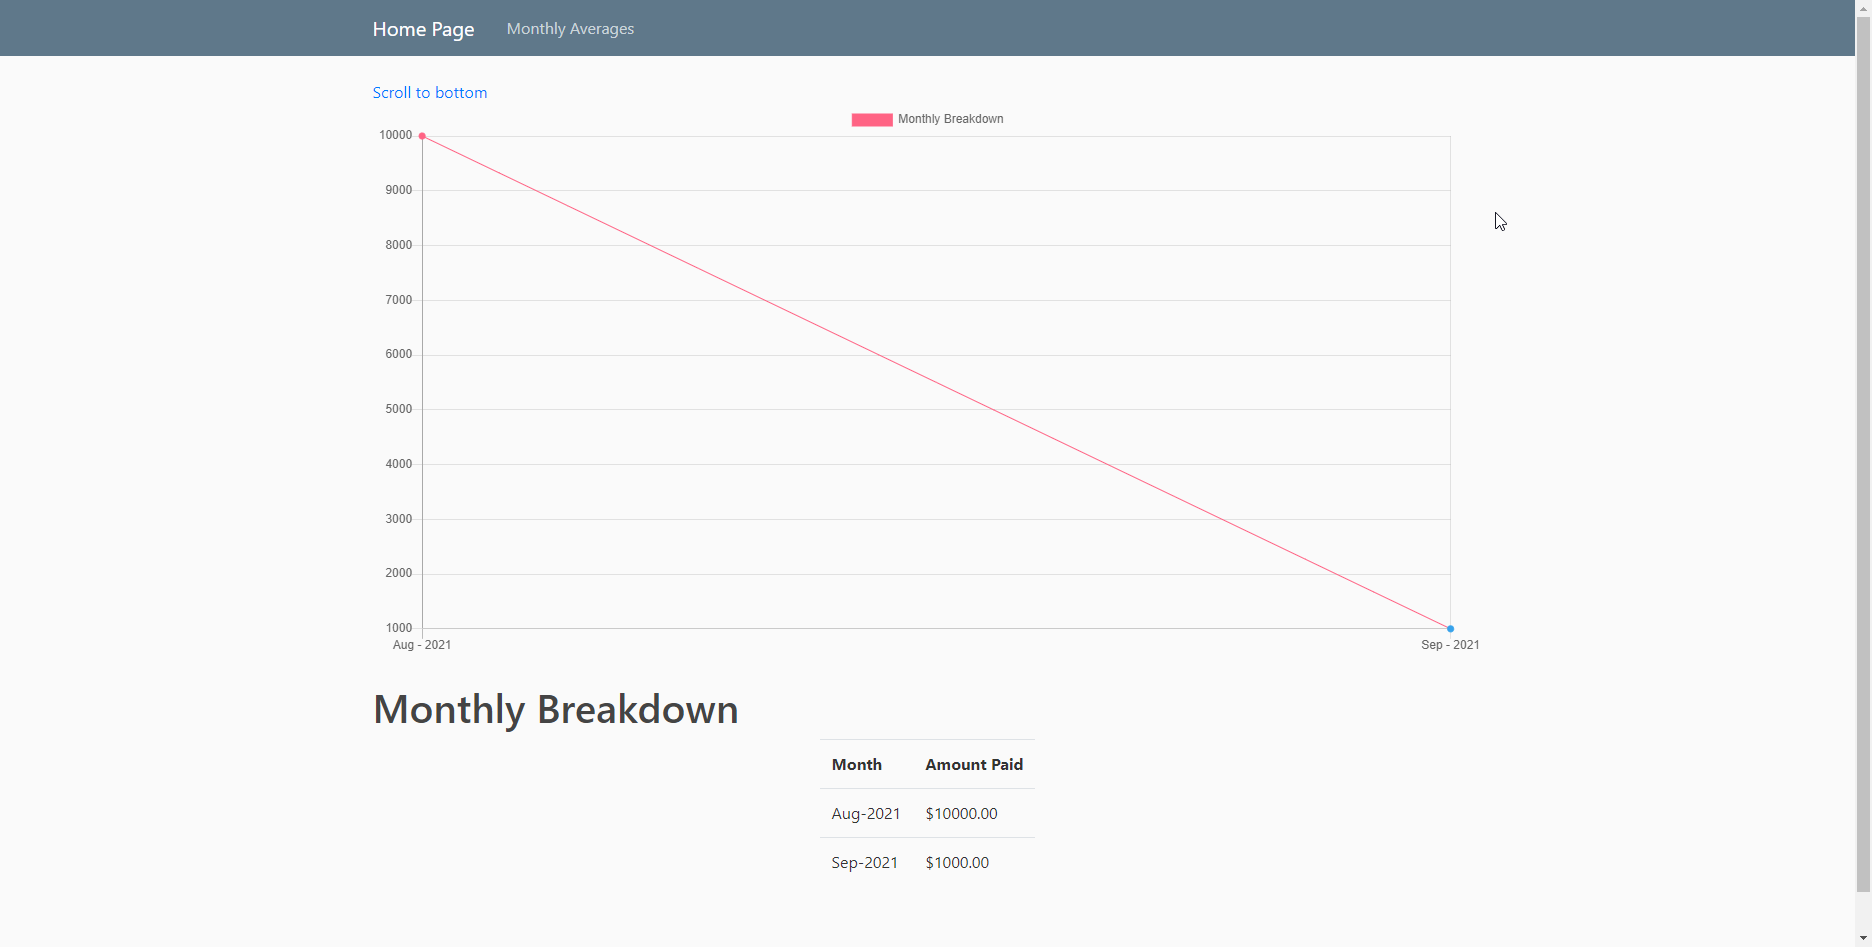 Home Page Monthly Averages
Scroll to bottom
Monthly Breakdown
10000
9000
8000
7000
6000
5000
4000
3000
2000
1000
Aug - 2021 Sep - 2021
Monthly Breakdown
Month Amount Paid
Aug-2021 $10000.00
Sep-2021 $1000.00